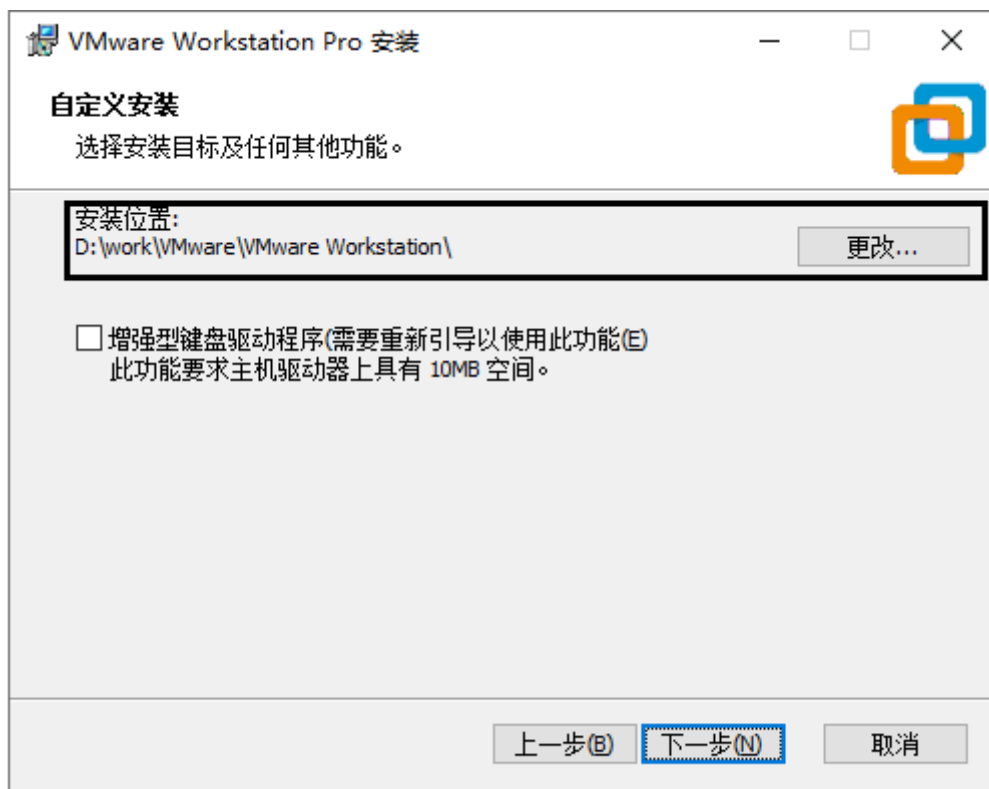 VMware Workstation Pro 安装
自定义安装
选择安装目标及任何其他功能。
安装位置:
D:\work\VMware\VMware Workstation\
更改...
增强型键盘驱动程序(需要重新引导以使用此功能(E)
此功能要求主机驱动器上具有 10MB 空间。
上一步(B) 下一步(N) 取消